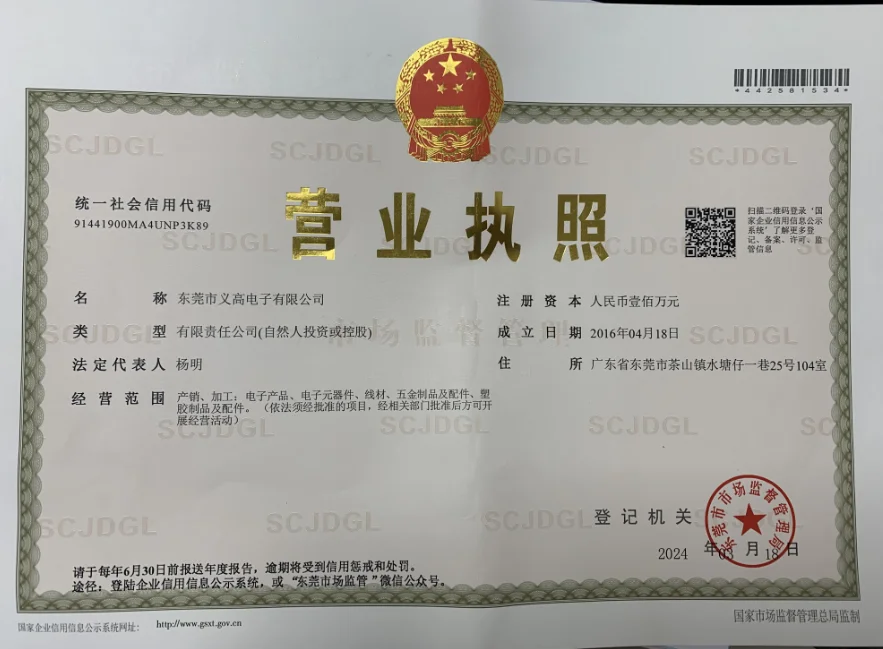 *442581534*
营业执照
统一社会信用代码
91441900MA4UNP3K89
扫描二维码登录‘国
家企业信用信息公示
系统’了解更多登
记、备案、许可、监
管信息
名 称 东莞市义高电子有限公司
注册资本 人民币壹佰万元
类 型 有限责任公司(自然人投资或控股)
成立日期 2016年04月18日
法定代表人 杨明
住 所 广东省东莞市茶山镇水塘仔一巷25号104室
经营范围 产销、加工：电子产品、电子元器件、线材、五金制品及配件、塑
胶制品及配件。（依法须经批准的项目，经相关部门批准后方可开
展经营活动）
登记机关
东莞市市场监督管理局
2024 年03 月 18 日
请于每年6月30日前报送年度报告，逾期将受到信用惩戒和处罚。
途径：登陆企业信用信息公示系统，或“东莞市场监管”微信公众号。
国家企业信用信息公示系统网址： http://www.gsxt.gov.cn
国家市场监督管理总局监制
SCJDGL
市场监督管理